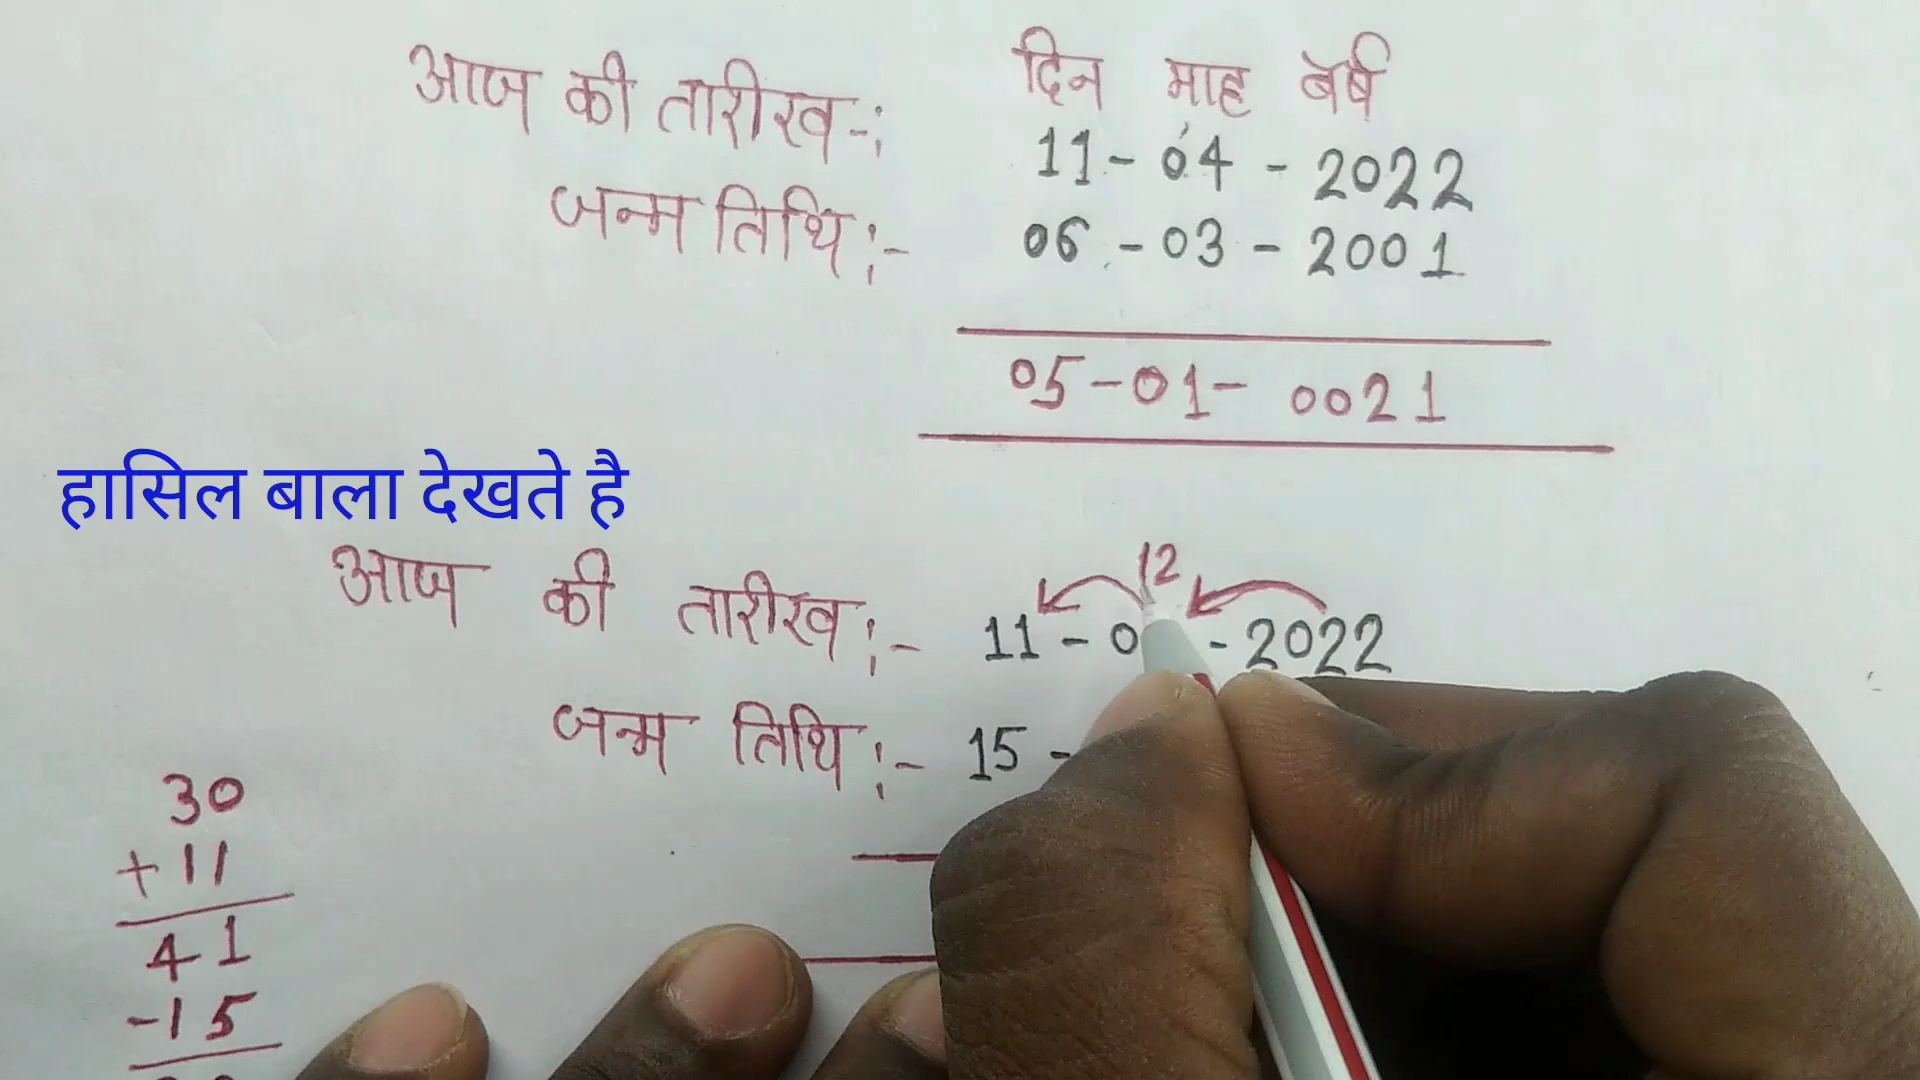 दिन माह बर्ष
आज की तारीख -: 11 - 04 - 2022
जन्म तिथि :- 06 - 03 - 2001
05 - 01 - 0021
हासिल बाला देखते है
12
आज की तारीख :- 11 - 0 - 2022
जन्म तिथि :- 15 -
30
+ 11
41
- 15